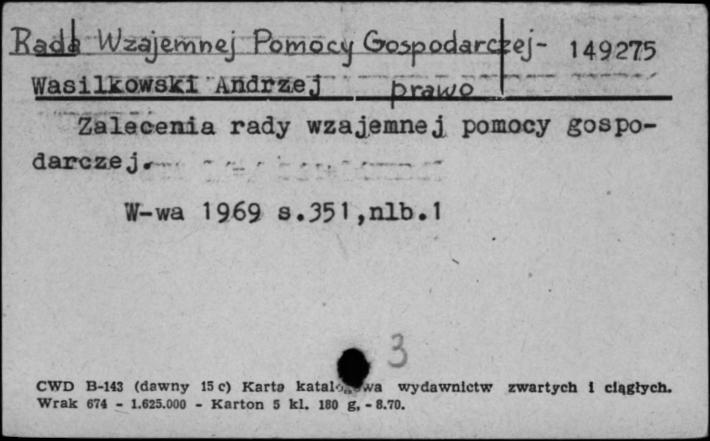 Rada Wzajemnej Pomocy Gospodarczej- 149275
Wasilkowski Andrzej prawo
Zalecenia rady wzajemnej pomocy gospo-
darczej.
W-wa 1969 s.351,nlb.1
3
CWD B-143 (dawny 15 c) Karta katalogowa wydawnictw zwartych i ciągłych.
Wrak 674 - 1.625.000 - Karton 5 kl. 180 g. - 8.70.